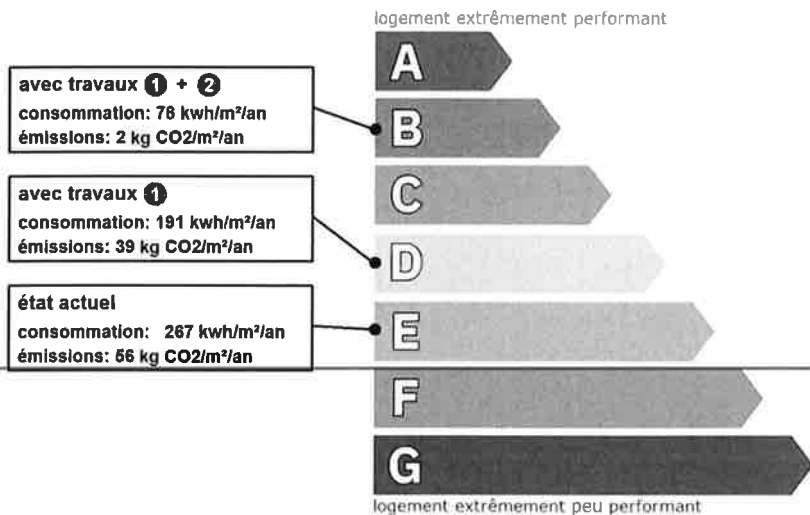 logement extrêmement performant
A
avec travaux 1 + 2
consommation: 76 kwh/m²/an
émissions: 2 kg CO2/m²/an
B
C
avec travaux 1
consommation: 191 kwh/m²/an
émissions: 39 kg CO2/m²/an
D
état actuel
consommation: 267 kwh/m²/an
émissions: 56 kg CO2/m²/an
E
F
G
logement extrêmement peu performant